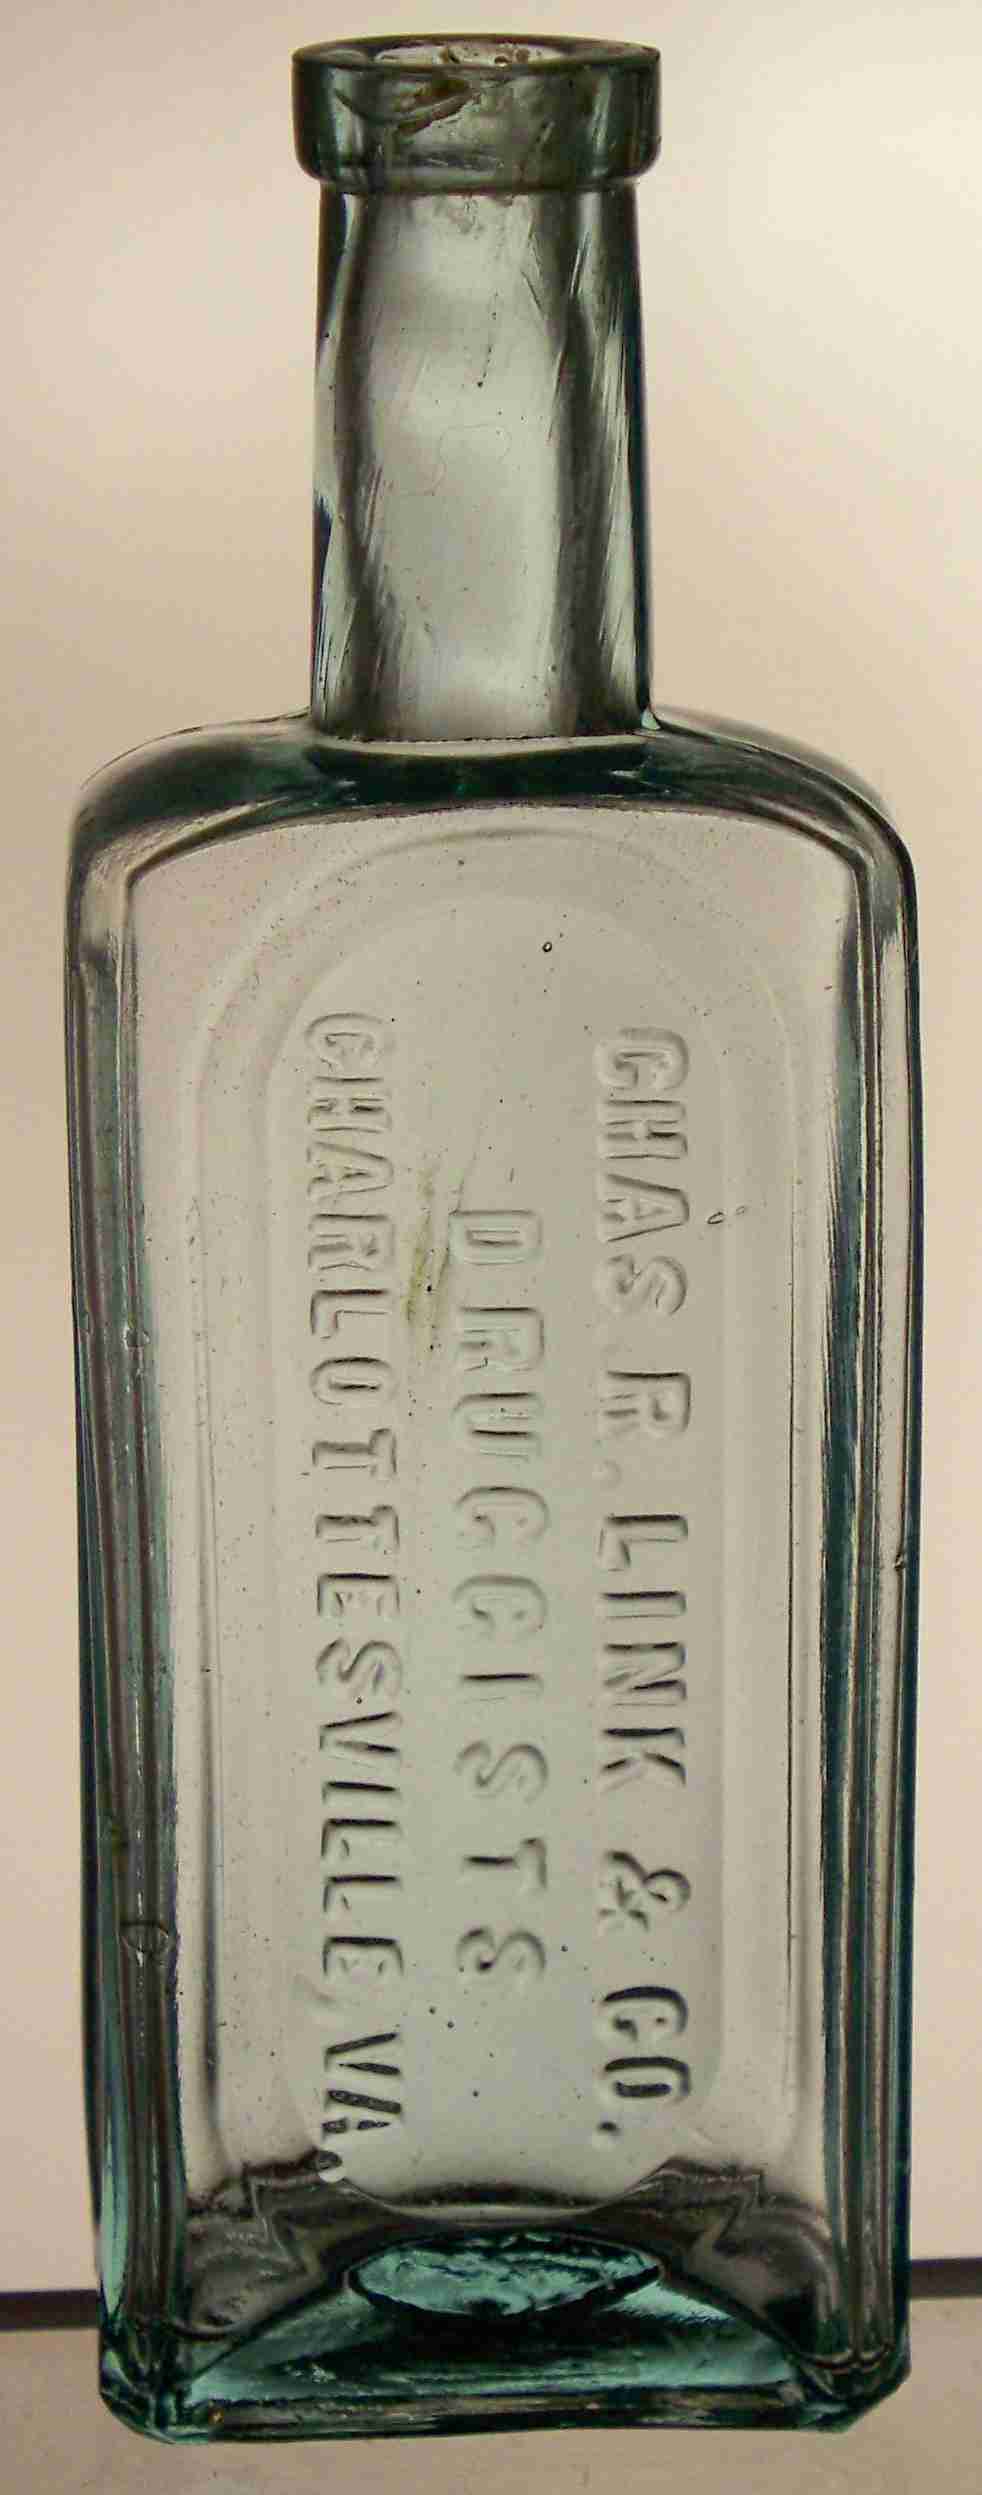 CHAS R. LINK & CO.
DRUGGISTS
CHARLOTTESVILLE, VA.